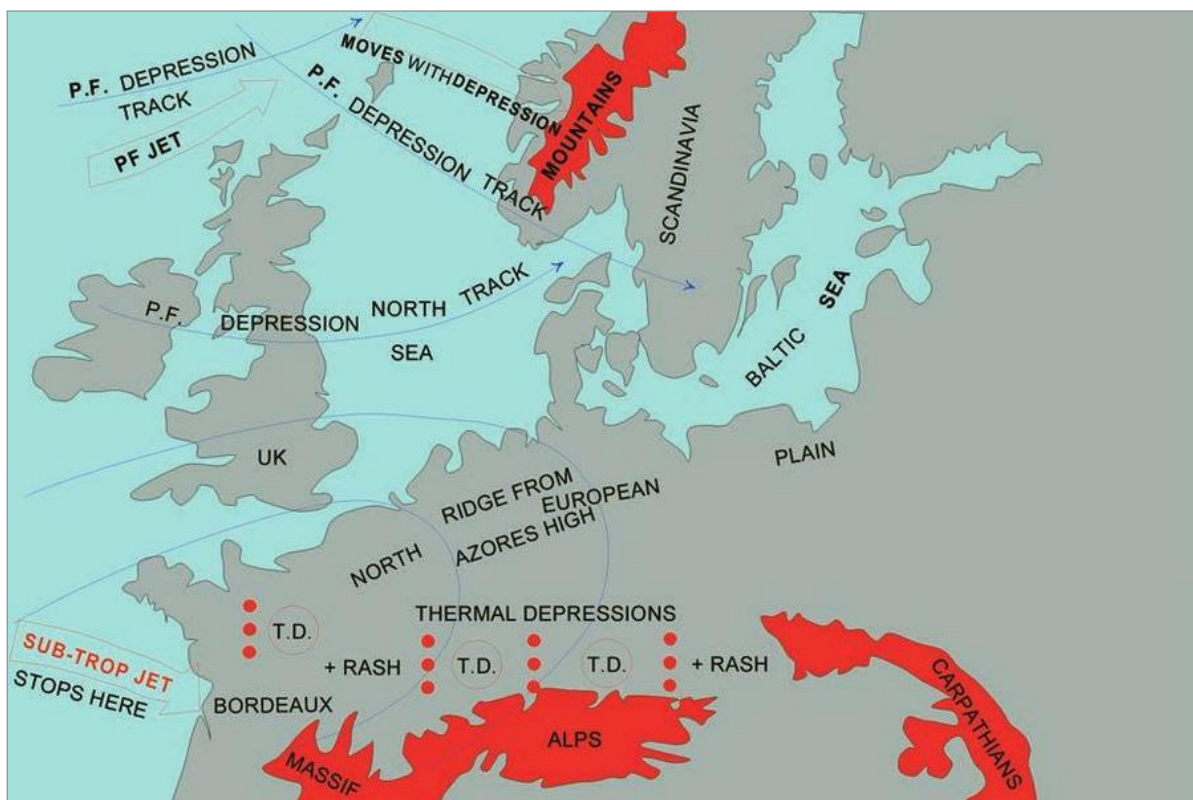 P.F. DEPRESSION
TRACK
PF JET
MOVES WITH DEPRESSION
P.F. DEPRESSION TRACK
MOUNTAINS
SCANDINAVIA
P.F. DEPRESSION NORTH TRACK
SEA
BALTIC SEA
UK
PLAIN
RIDGE FROM
EUROPEAN
AZORES HIGH
NORTH
THERMAL DEPRESSIONS
T.D.
+ RASH
T.D.
T.D.
+ RASH
SUB-TROP JET
STOPS HERE
BORDEAUX
MASSIF
ALPS
CARPATHIANS